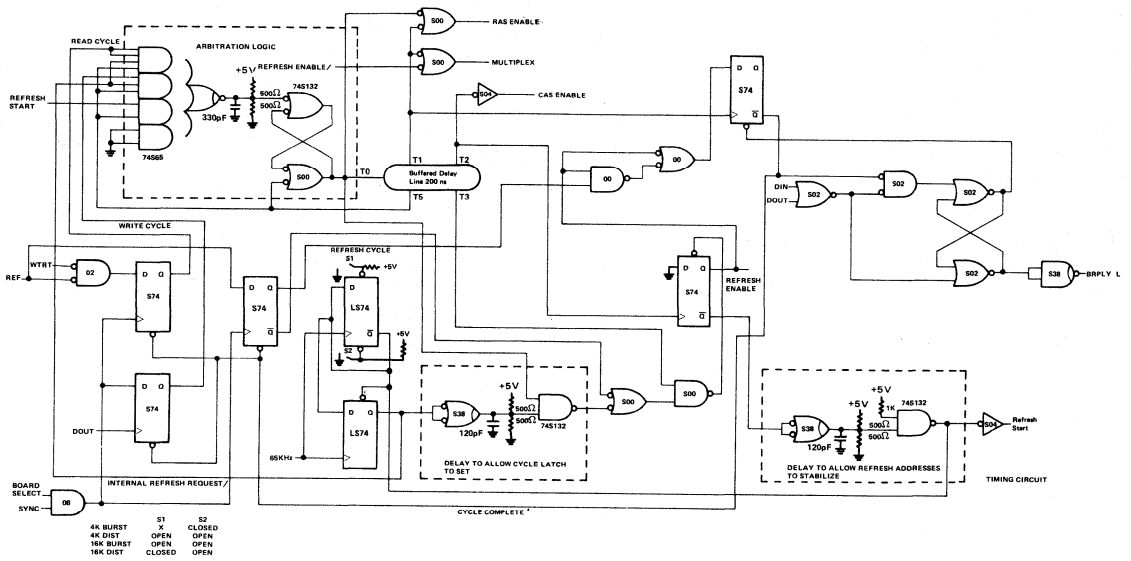 S00
RAS ENABLE
READ CYCLE
ARBITRATION LOGIC
+5V
REFRESH ENABLE/
S00
MULTIPLEX
REFRESH
START
500Ω
500Ω
74S132
330pF
74S65
S04
CAS ENABLE
D Q
S74
Q
S00
T0
T1 T2
Buffered Delay
Line 200 ns
T5 T3
00
00
DIN
DOUT
S02
S02
S02
S02
S38
BRPLY L
WRITE CYCLE
WTBT
REF
02
D Q
S74
D Q
S74
Q
REFRESH CYCLE
S1
+5V
D Q
LS74
Q
S2
+5V
D Q
S74
Q
REFRESH
ENABLE
D Q
S74
DOUT
D Q
LS74
65KHz
S38
120pF
+5V
500Ω
500Ω
74S132
S00
S00
DELAY TO ALLOW CYCLE LATCH
TO SET
S38
120pF
+5V
500Ω
500Ω
+5V
1K
74S132
S04
Refresh
Start
DELAY TO ALLOW REFRESH ADDRESSES
TO STABILIZE
TIMING CIRCUIT
INTERNAL REFRESH REQUEST/
BOARD
SELECT
SYNC
08
CYCLE COMPLETE
S1 S2
4K BURST X CLOSED
4K DIST OPEN OPEN
16K BURST OPEN OPEN
16K DIST CLOSED OPEN